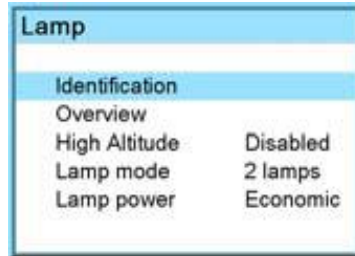 Lamp
Identification
Overview
High Altitude Disabled
Lamp mode 2 lamps
Lamp power Economic